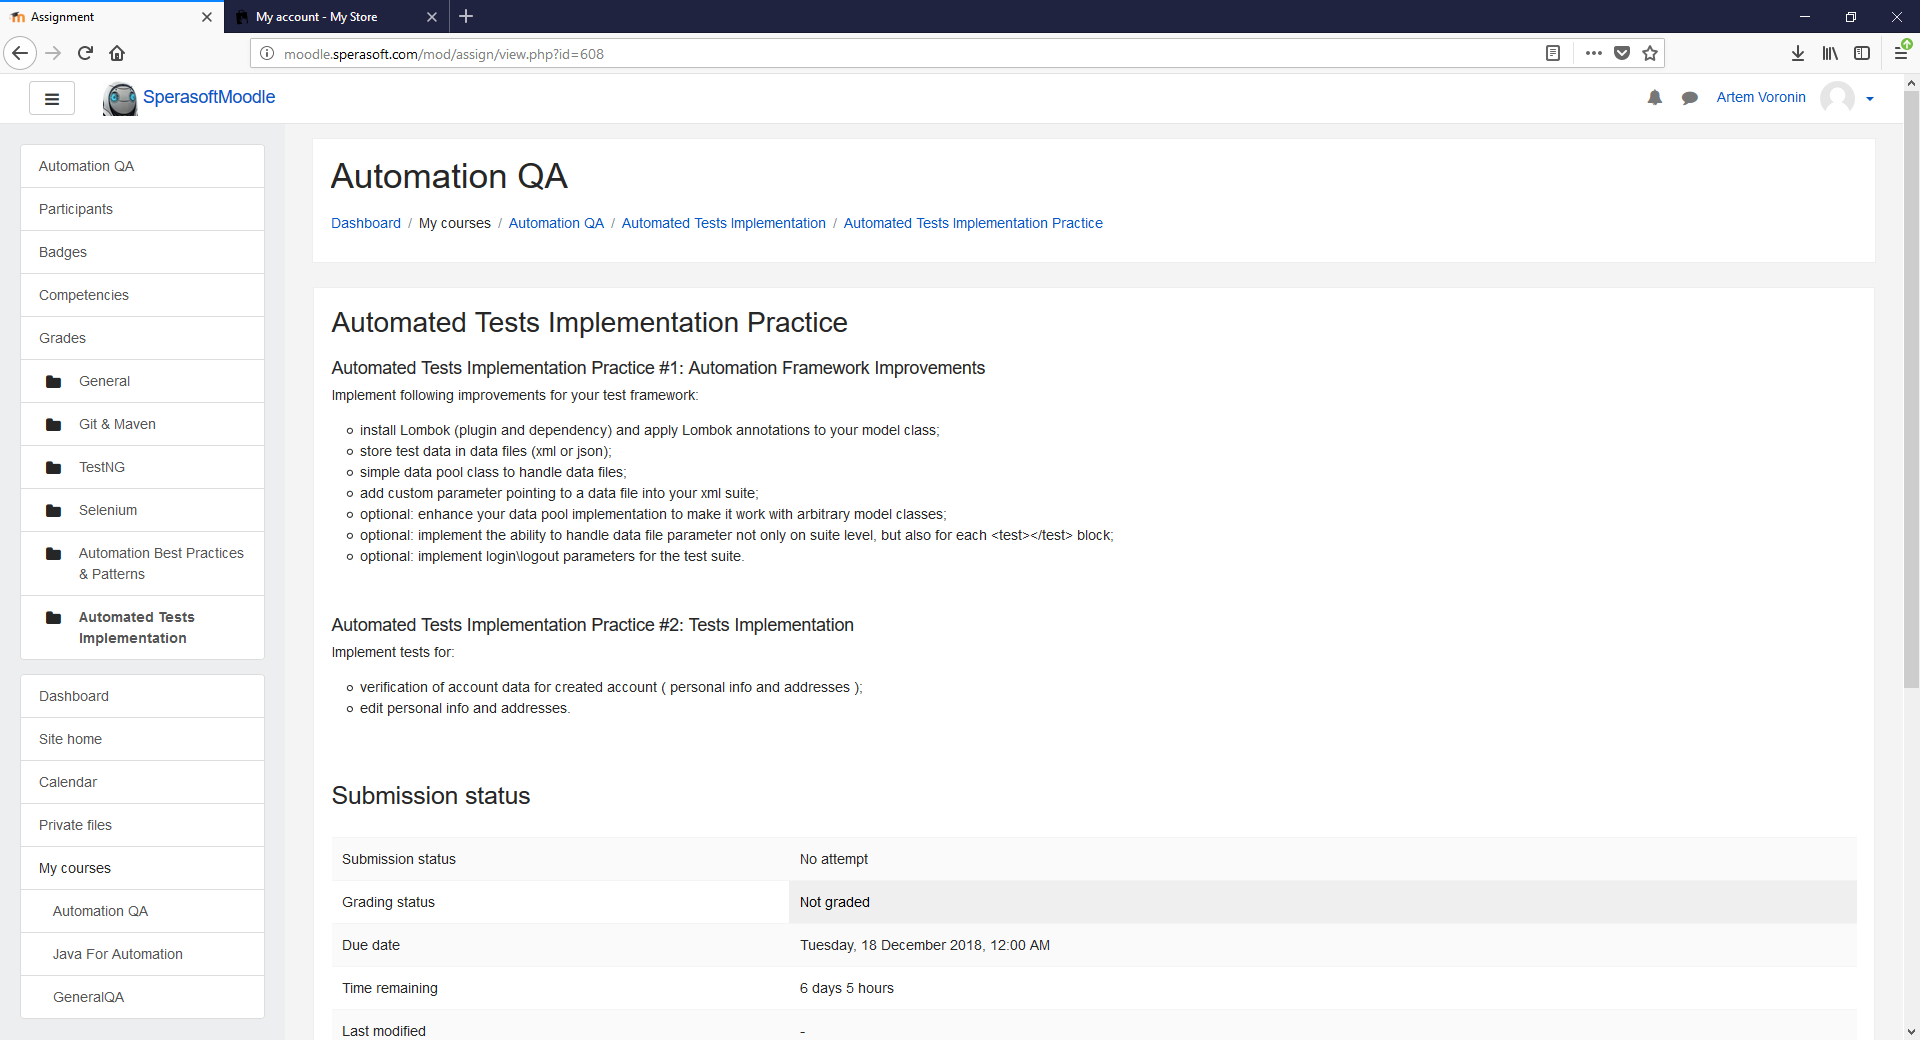 Assignment
My account - My Store
moodle.sperasoft.com/mod/assign/view.php?id=608
SperasoftMoodle
Artem Voronin
Automation QA
Participants
Badges
Competencies
Grades
General
Git & Maven
TestNG
Selenium
Automation Best Practices
& Patterns
Automated Tests
Implementation
Dashboard
Site home
Calendar
Private files
My courses
Automation QA
Java For Automation
GeneralQA
Automation QA
Dashboard / My courses / Automation QA / Automated Tests Implementation / Automated Tests Implementation Practice
Automated Tests Implementation Practice
Automated Tests Implementation Practice #1: Automation Framework Improvements
Implement following improvements for your test framework:
install Lombok (plugin and dependency) and apply Lombok annotations to your model class;
store test data in data files (xml or json);
simple data pool class to handle data files;
add custom parameter pointing to a data file into your xml suite;
optional: enhance your data pool implementation to make it work with arbitrary model classes;
optional: implement the ability to handle data file parameter not only on suite level, but also for each <test></test> block;
optional: implement login\logout parameters for the test suite.
Automated Tests Implementation Practice #2: Tests Implementation
Implement tests for:
verification of account data for created account ( personal info and addresses );
edit personal info and addresses.
Submission status
Submission status No attempt
Grading status Not graded
Due date Tuesday, 18 December 2018, 12:00 AM
Time remaining 6 days 5 hours
Last modified -